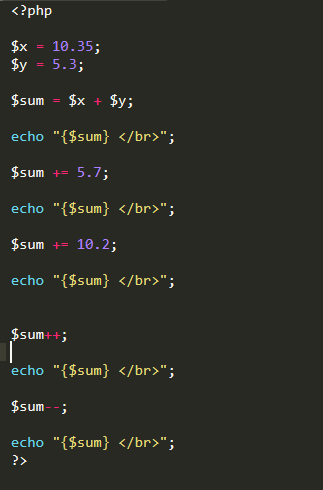 <?php
$x = 10.35;
$y = 5.3;
$sum = $x + $y;
echo "{$sum} </br>";
$sum += 5.7;
echo "{$sum} </br>";
$sum += 10.2;
echo "{$sum} </br>";
$sum++;
echo "{$sum} </br>";
$sum--;
echo "{$sum} </br>";
?>